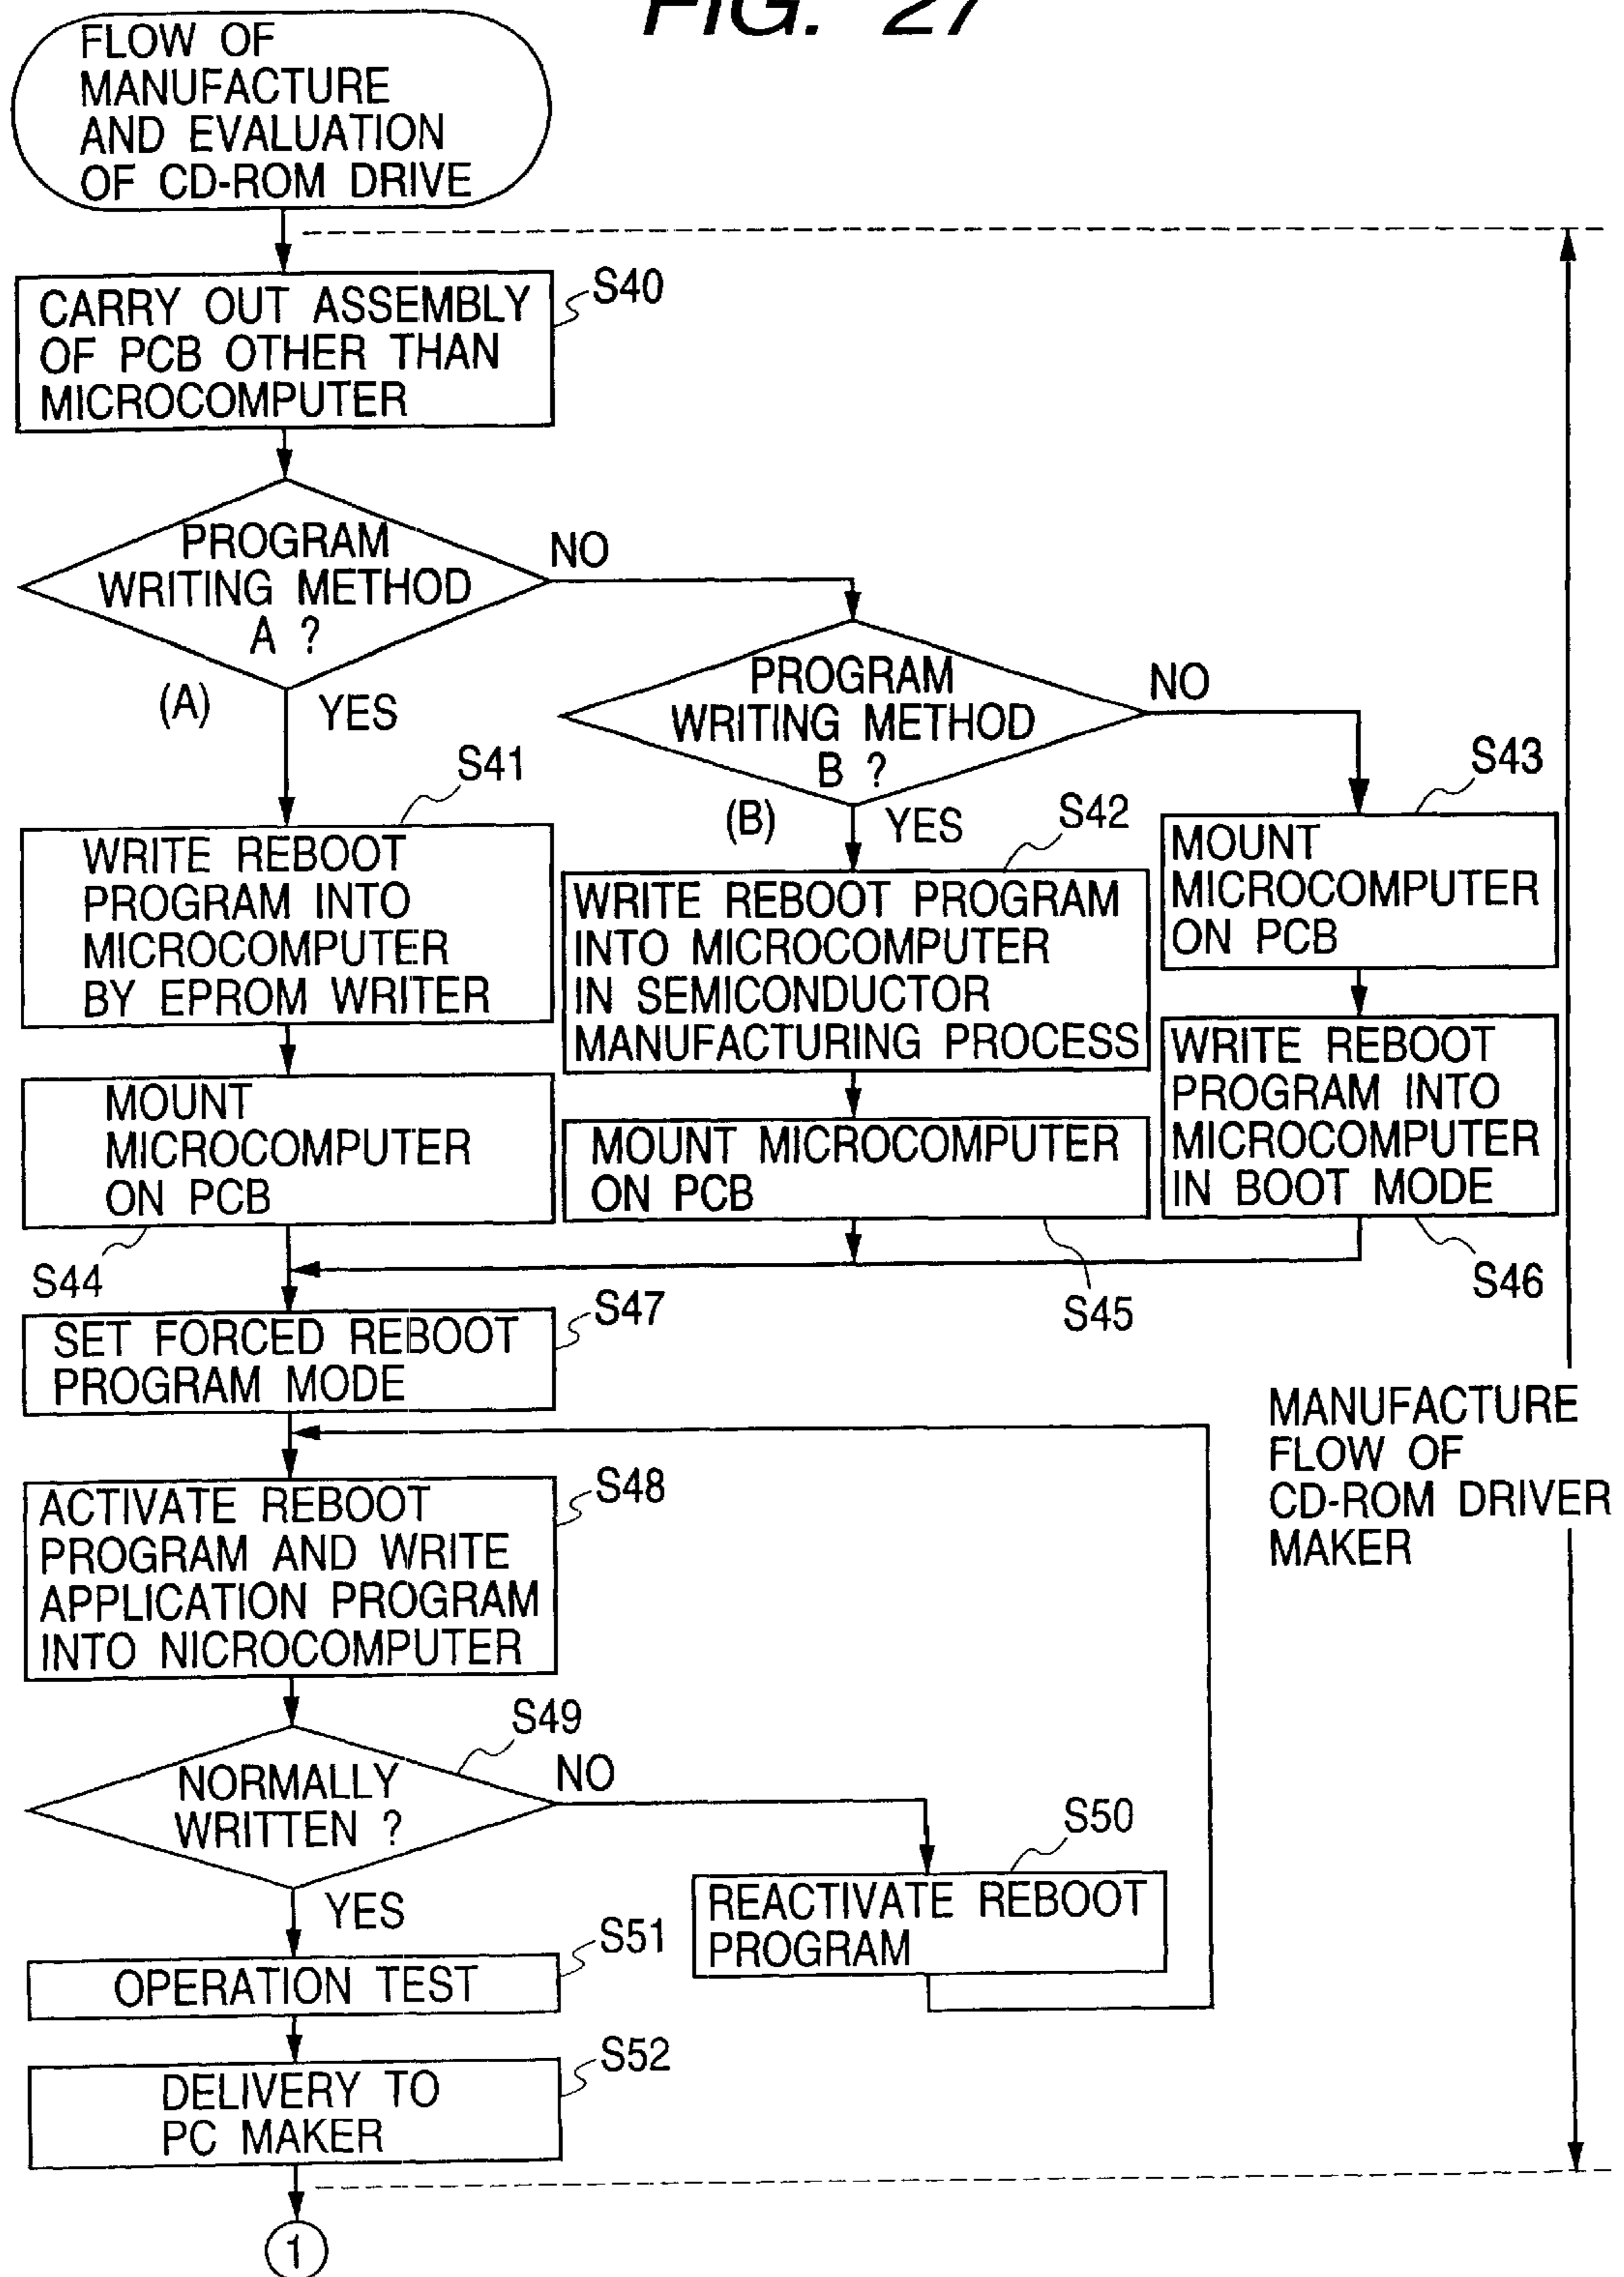 FIG. 27
FLOW OF
MANUFACTURE
AND EVALUATION
OF CD-ROM DRIVE
S40
CARRY OUT ASSEMBLY
OF PCB OTHER THAN
MICROCOMPUTER
PROGRAM
WRITING METHOD
A ?
NO
(A)
YES
PROGRAM
WRITING METHOD
B ?
NO
(B)
YES
S41
WRITE REBOOT
PROGRAM INTO
MICROCOMPUTER
BY EPROM WRITER
S42
WRITE REBOOT PROGRAM
INTO MICROCOMPUTER
IN SEMICONDUCTOR
MANUFACTURING PROCESS
S43
MOUNT
MICROCOMPUTER
ON PCB
MOUNT
MICROCOMPUTER
ON PCB
S44
MOUNT MICROCOMPUTER
ON PCB
S45
WRITE REBOOT
PROGRAM INTO
MICROCOMPUTER
IN BOOT MODE
S46
S47
SET FORCED REBOOT
PROGRAM MODE
MANUFACTURE
FLOW OF
CD-ROM DRIVER
MAKER
S48
ACTIVATE REBOOT
PROGRAM AND WRITE
APPLICATION PROGRAM
INTO NICROCOMPUTER
S49
NORMALLY
WRITTEN ?
NO
YES
S50
REACTIVATE REBOOT
PROGRAM
S51
OPERATION TEST
S52
DELIVERY TO
PC MAKER
1